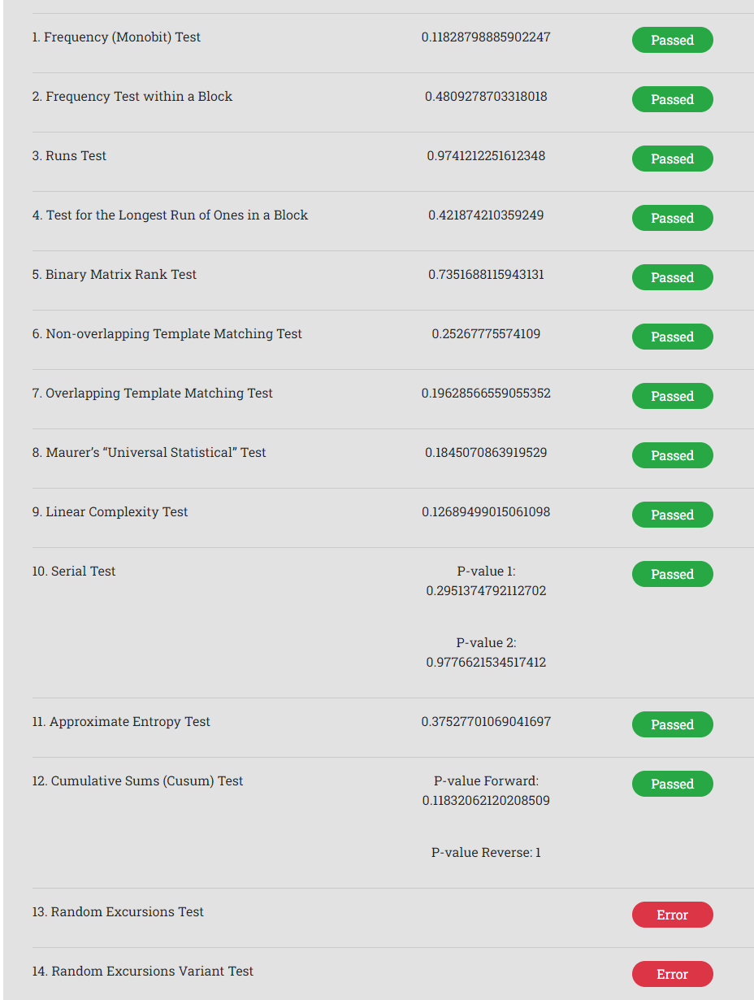 1. Frequency (Monobit) Test 0.11828798885902247 Passed
2. Frequency Test within a Block 0.4809278703318018 Passed
3. Runs Test 0.9741212251612348 Passed
4. Test for the Longest Run of Ones in a Block 0.421874210359249 Passed
5. Binary Matrix Rank Test 0.7351688115943131 Passed
6. Non-overlapping Template Matching Test 0.25267775574109 Passed
7. Overlapping Template Matching Test 0.19628566559055352 Passed
8. Maurer’s “Universal Statistical” Test 0.1845070863919529 Passed
9. Linear Complexity Test 0.12689499015061098 Passed
10. Serial Test P-value 1: Passed
0.2951374792112702
P-value 2:
0.9776621534517412
11. Approximate Entropy Test 0.37527701069041697 Passed
12. Cumulative Sums (Cusum) Test P-value Forward: Passed
0.11832062120208509
P-value Reverse: 1
13. Random Excursions Test Error
14. Random Excursions Variant Test Error